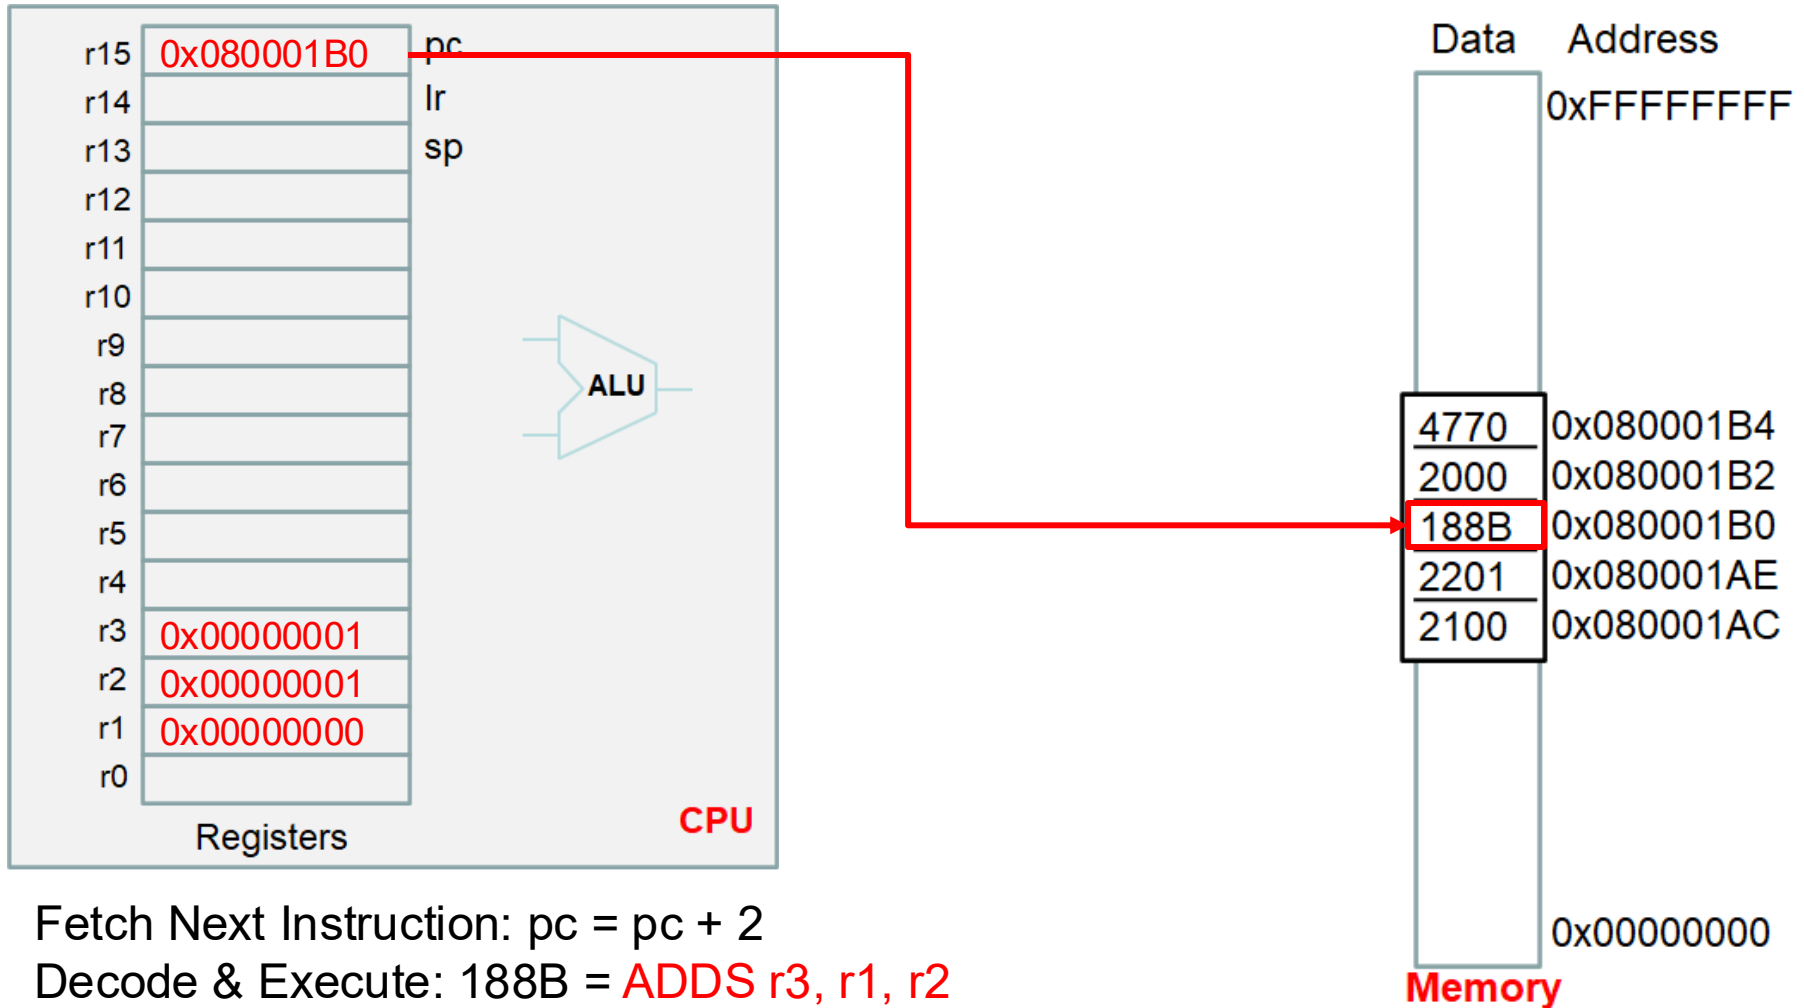 r15 0x080001B0 pc
r14 lr
r13 sp
r12
r11
r10
r9
r8
r7
r6
r5
r4
r3 0x00000001
r2 0x00000001
r1 0x00000000
r0
Registers
ALU
CPU
Data Address
0xFFFFFFFF
4770 0x080001B4
2000 0x080001B2
188B 0x080001B0
2201 0x080001AE
2100 0x080001AC
0x00000000
Memory
Fetch Next Instruction: pc = pc + 2
Decode & Execute: 188B = ADDS r3, r1, r2